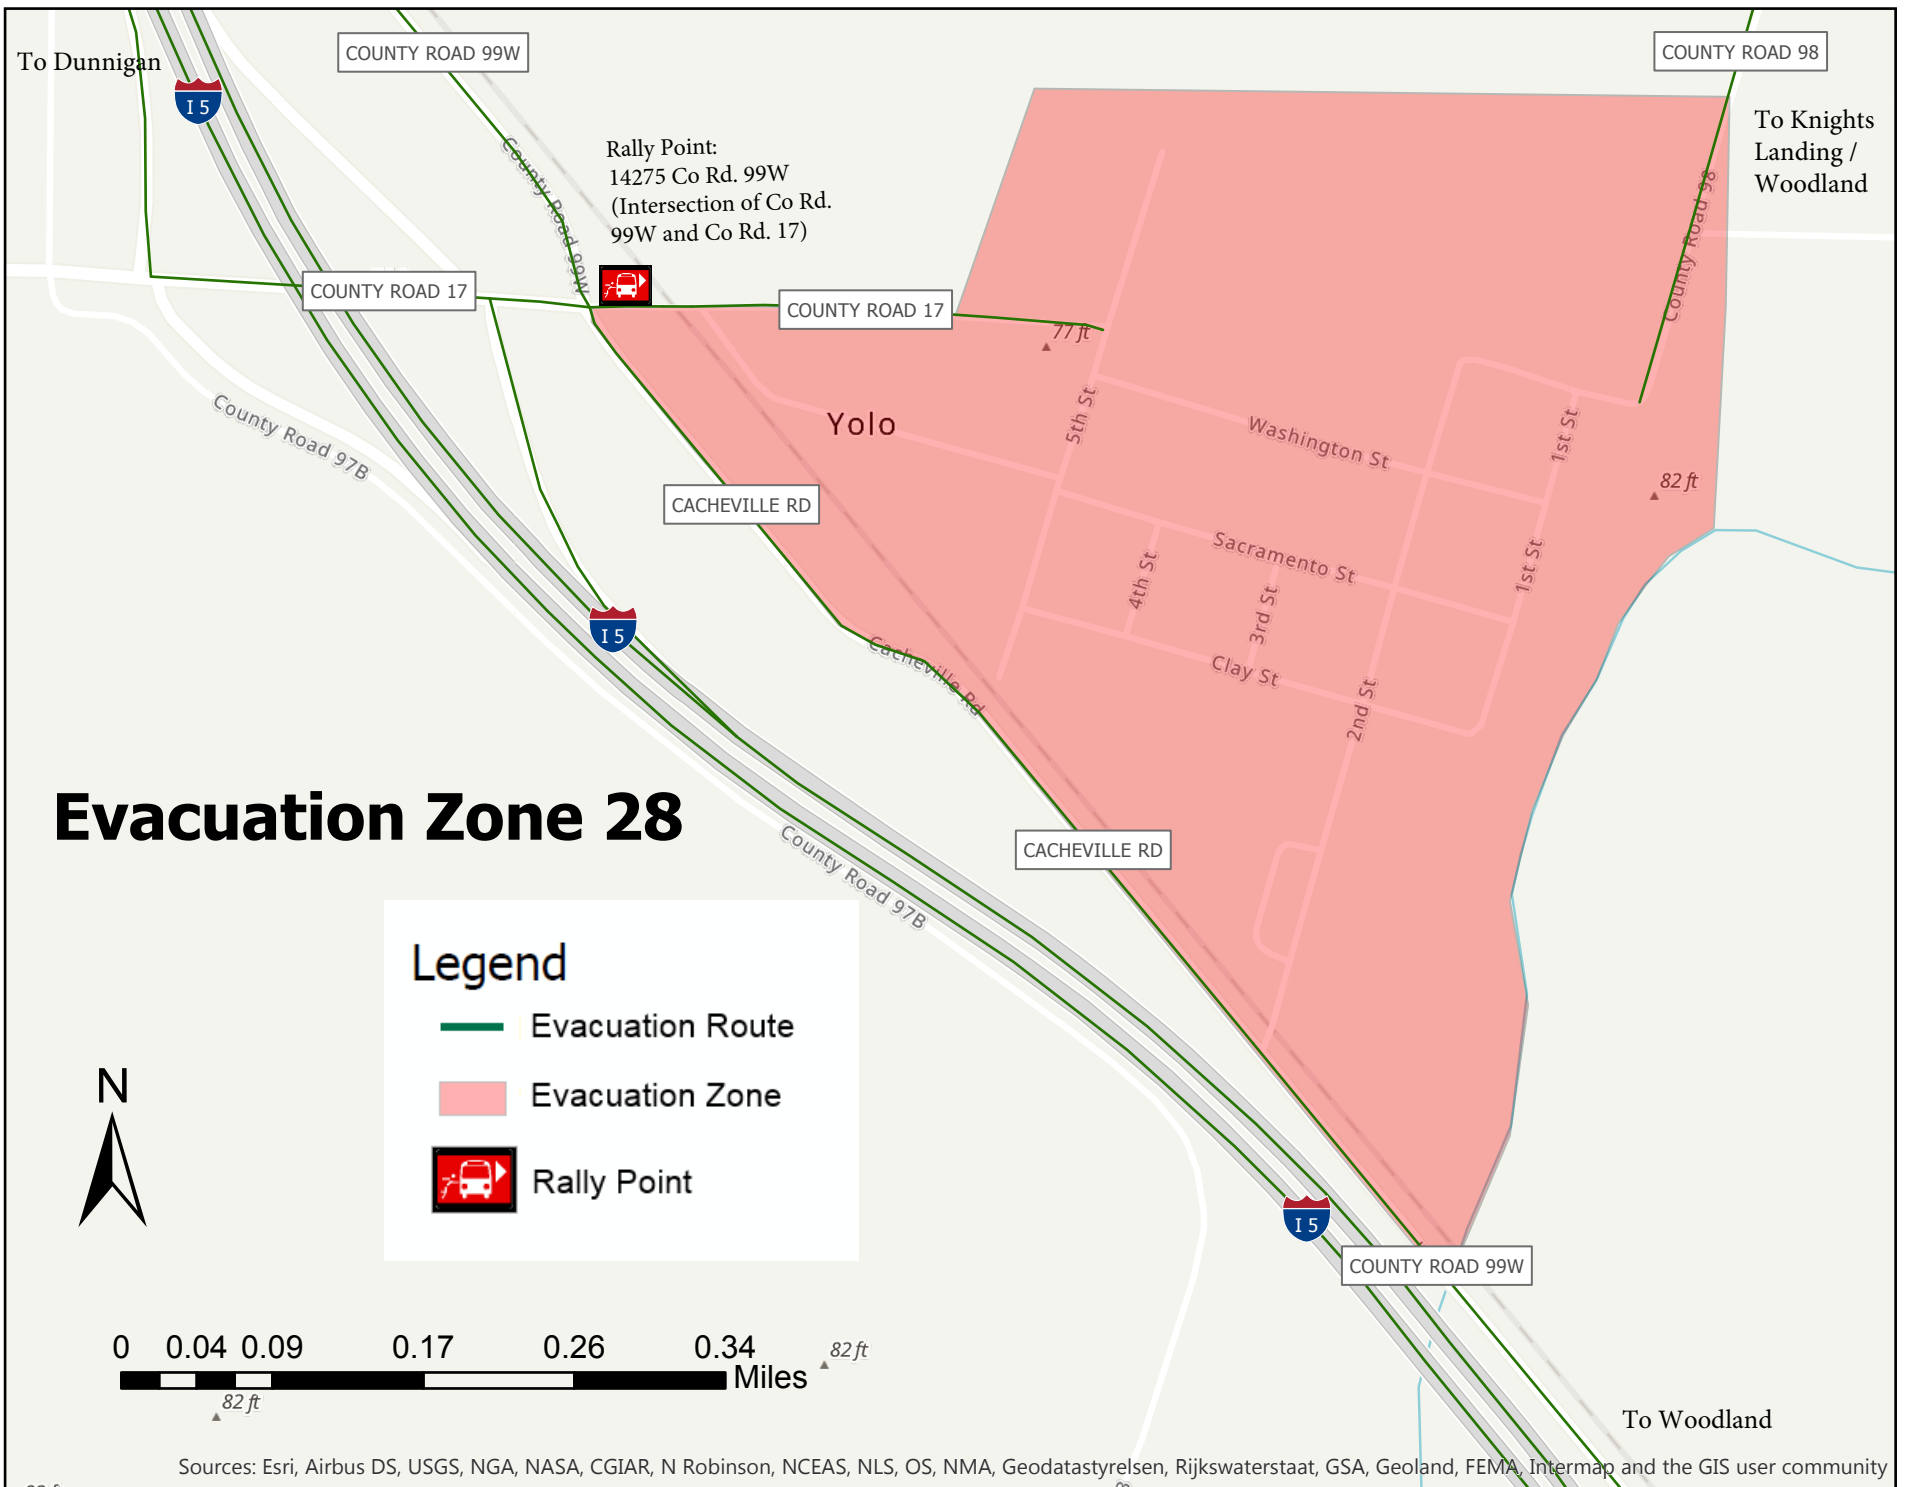 To Dunnigan
I 5
COUNTY ROAD 99W
COUNTY ROAD 98
To Knights
Landing /
Woodland
County Road 99W
Rally Point:
14275 Co Rd. 99W
(Intersection of Co Rd.
99W and Co Rd. 17)
County Road 98
COUNTY ROAD 17
COUNTY ROAD 17
77 ft
County Road 97B
Yolo
5th St
Washington St
1st St
82 ft
CACHEVILLE RD
Sacramento St
4th St
3rd St
1st St
I 5
Cacheville Rd
Clay St
2nd St
Evacuation Zone 28
County Road 97B
CACHEVILLE RD
Legend
Evacuation Route
Evacuation Zone
Rally Point
N
I 5
COUNTY ROAD 99W
0 0.04 0.09 0.17 0.26 0.34
Miles
82 ft
82 ft
To Woodland
Sources: Esri, Airbus DS, USGS, NGA, NASA, CGIAR, N Robinson, NCEAS, NLS, OS, NMA, Geodatastyrelsen, Rijkswaterstaat, GSA, Geoland, FEMA, Intermap and the GIS user community